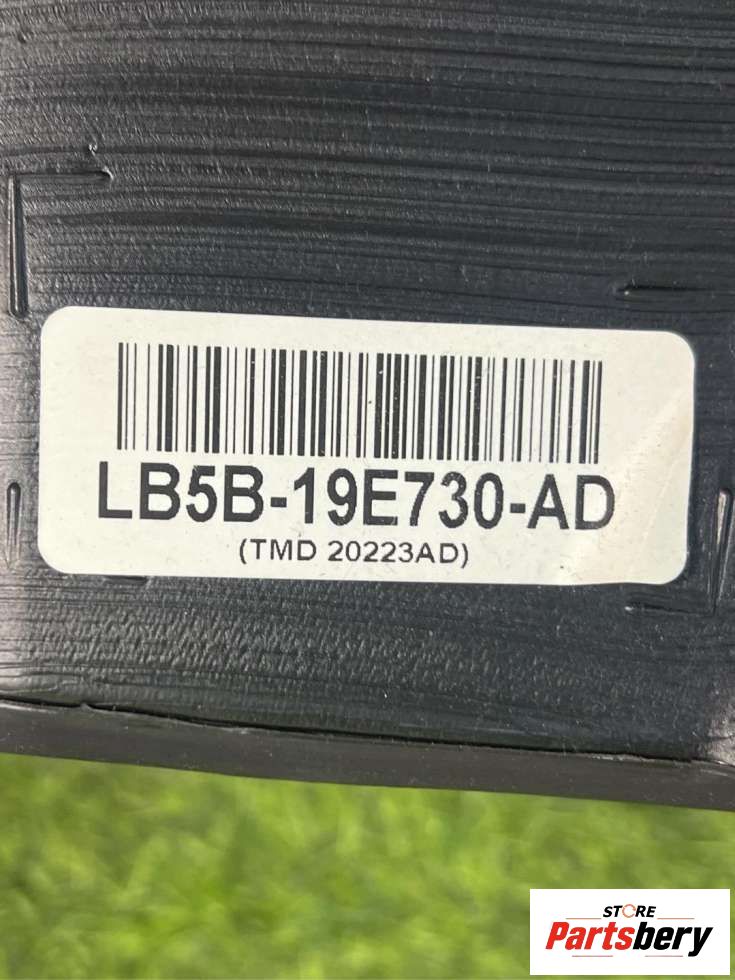 LB5B-19E730-AD
(TMD 20223AD)
STORE
Partsbery